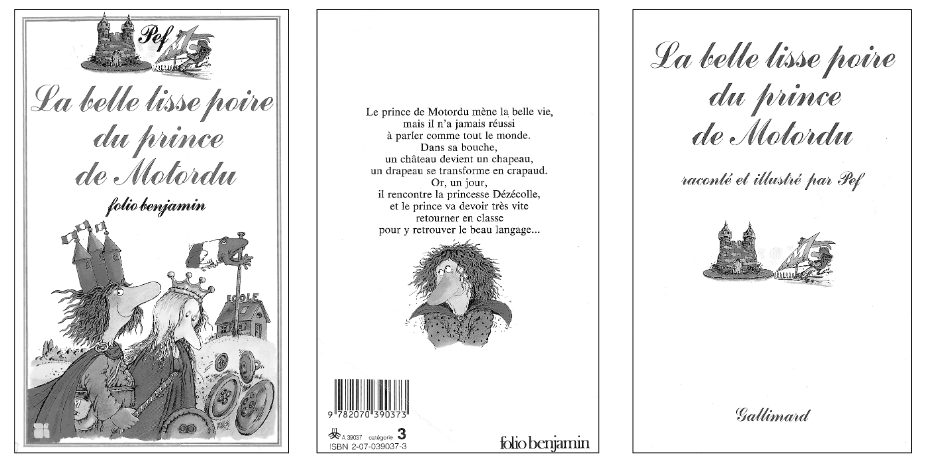 Pef
La belle lisse poire
du prince
de Motordu
folio benjamin
ECOLE
Le prince de Motordu mène la belle vie,
mais il n'a jamais réussi
à parler comme tout le monde.
Dans sa bouche,
un château devient un chapeau,
un drapeau se transforme en crapaud.
Or, un jour,
il rencontre la princesse Dézécolle,
et le prince va devoir très vite
retourner en classe
pour y retrouver le beau langage...
9 782070 390373
A 39037 catégorie 3
ISBN 2-07-039037-3
folio benjamin
La belle lisse poire
du prince
de Motordu
raconté et illustré par Pef
Gallimard